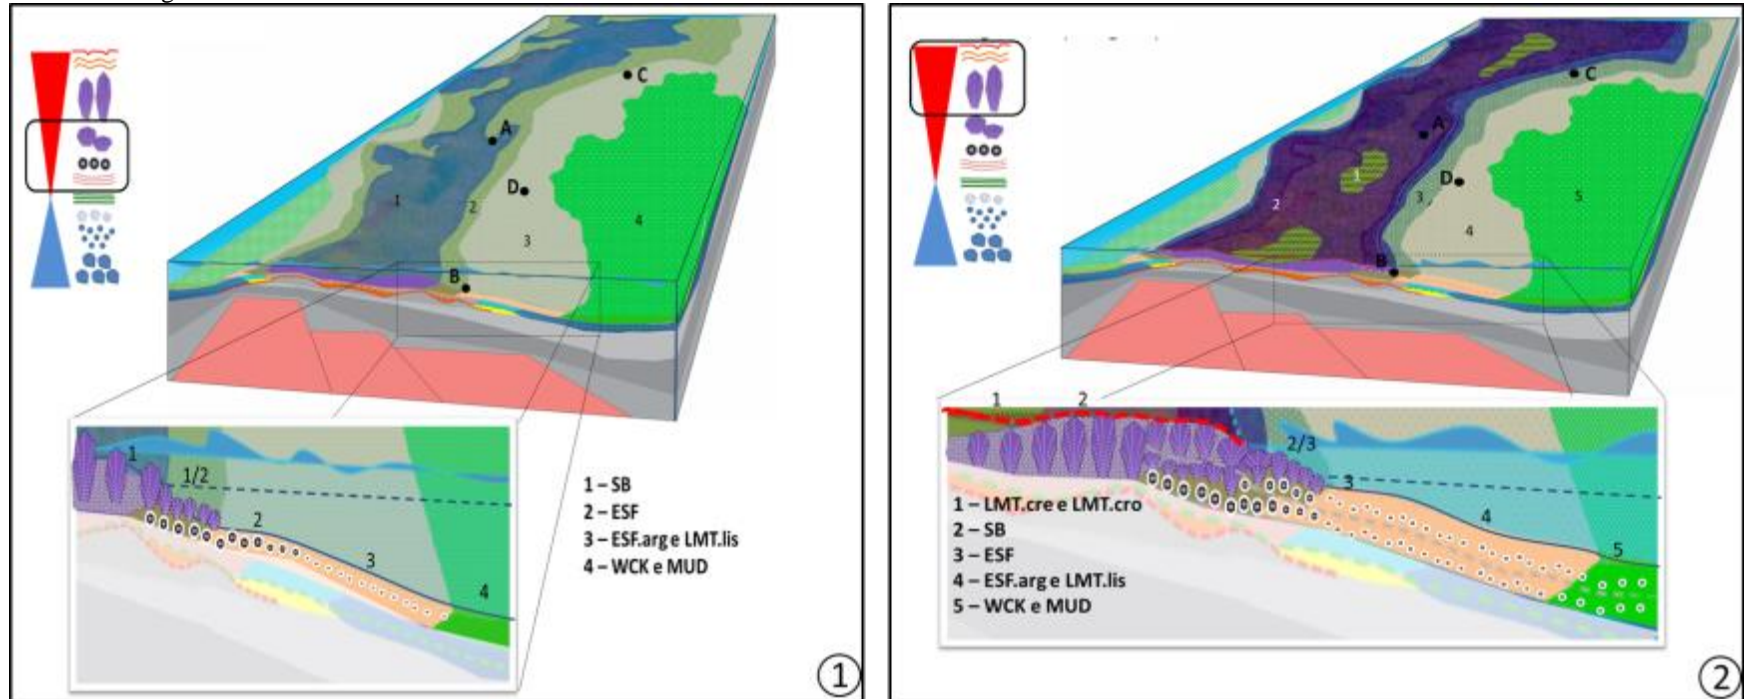 C
A
D
1
2
B
3
4
1
1/2
2
3
4
1 – SB
2 – ESF
3 – ESF.arg e LMT.lis
4 – WCK e MUD
1
C
A
1
D
5
2
3
4
B
1
2
2/3
3
4
5
1 – LMT.cre e LMT.cro
2 – SB
3 – ESF
4 – ESF.arg e LMT.lis
5 – WCK e MUD
2